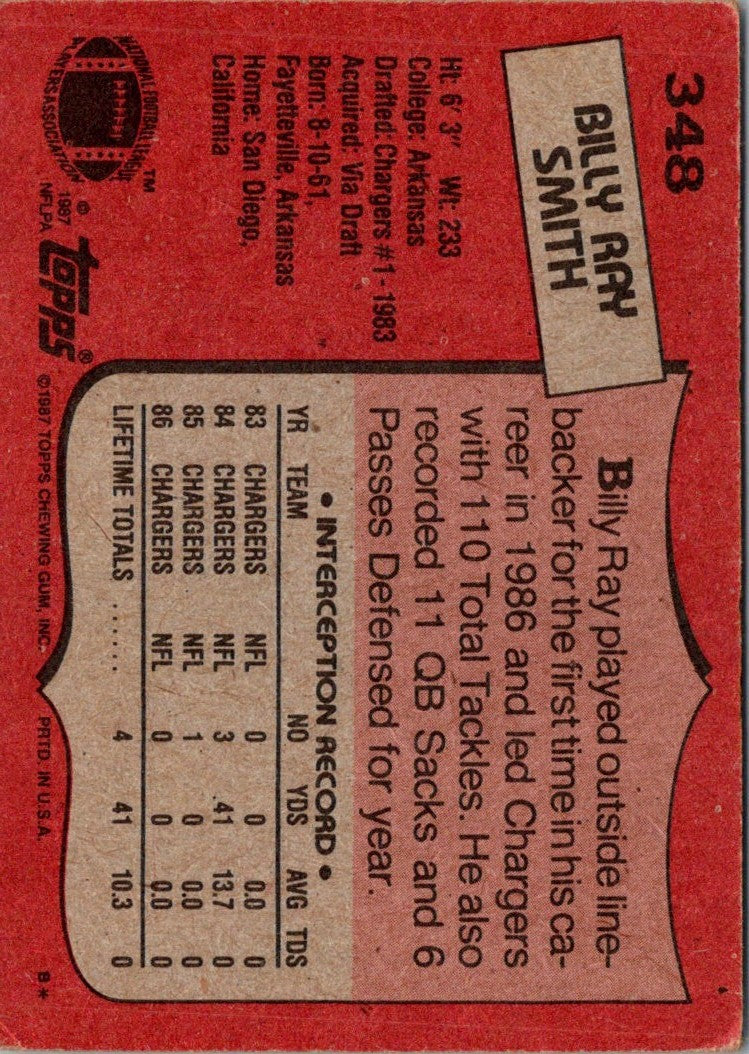 348
BILLY RAY
SMITH
Ht: 6'3" Wt: 233
College: Arkansas
Drafted: Chargers #1-1983
Acquired: Via Draft
Born: 8-10-61,
Fayetteville, Arkansas
Home: San Diego,
California
NATIONAL FOOTBALL LEAGUE
PLAYERS ASSOCIATION
TM
© 1987
NFLPA
topps®
Billy Ray played outside line-
backer for the first time in his ca-
reer in 1986 and led Chargers
with 110 Total Tackles. He also
recorded 11 QB Sacks and 6
Passes Defensed for year.
• INTERCEPTION RECORD •
YR TEAM NO YDS AVG TDS
83 CHARGERS NFL 0 0 0.0 0
84 CHARGERS NFL 3 41 13.7 0
85 CHARGERS NFL 1 0 0.0 0
86 CHARGERS NFL 0 0 0.0 0
LIFETIME TOTALS ...... 4 41 10.3 0
©1987 TOPPS CHEWING GUM, INC. PRTD. IN U.S.A. B*